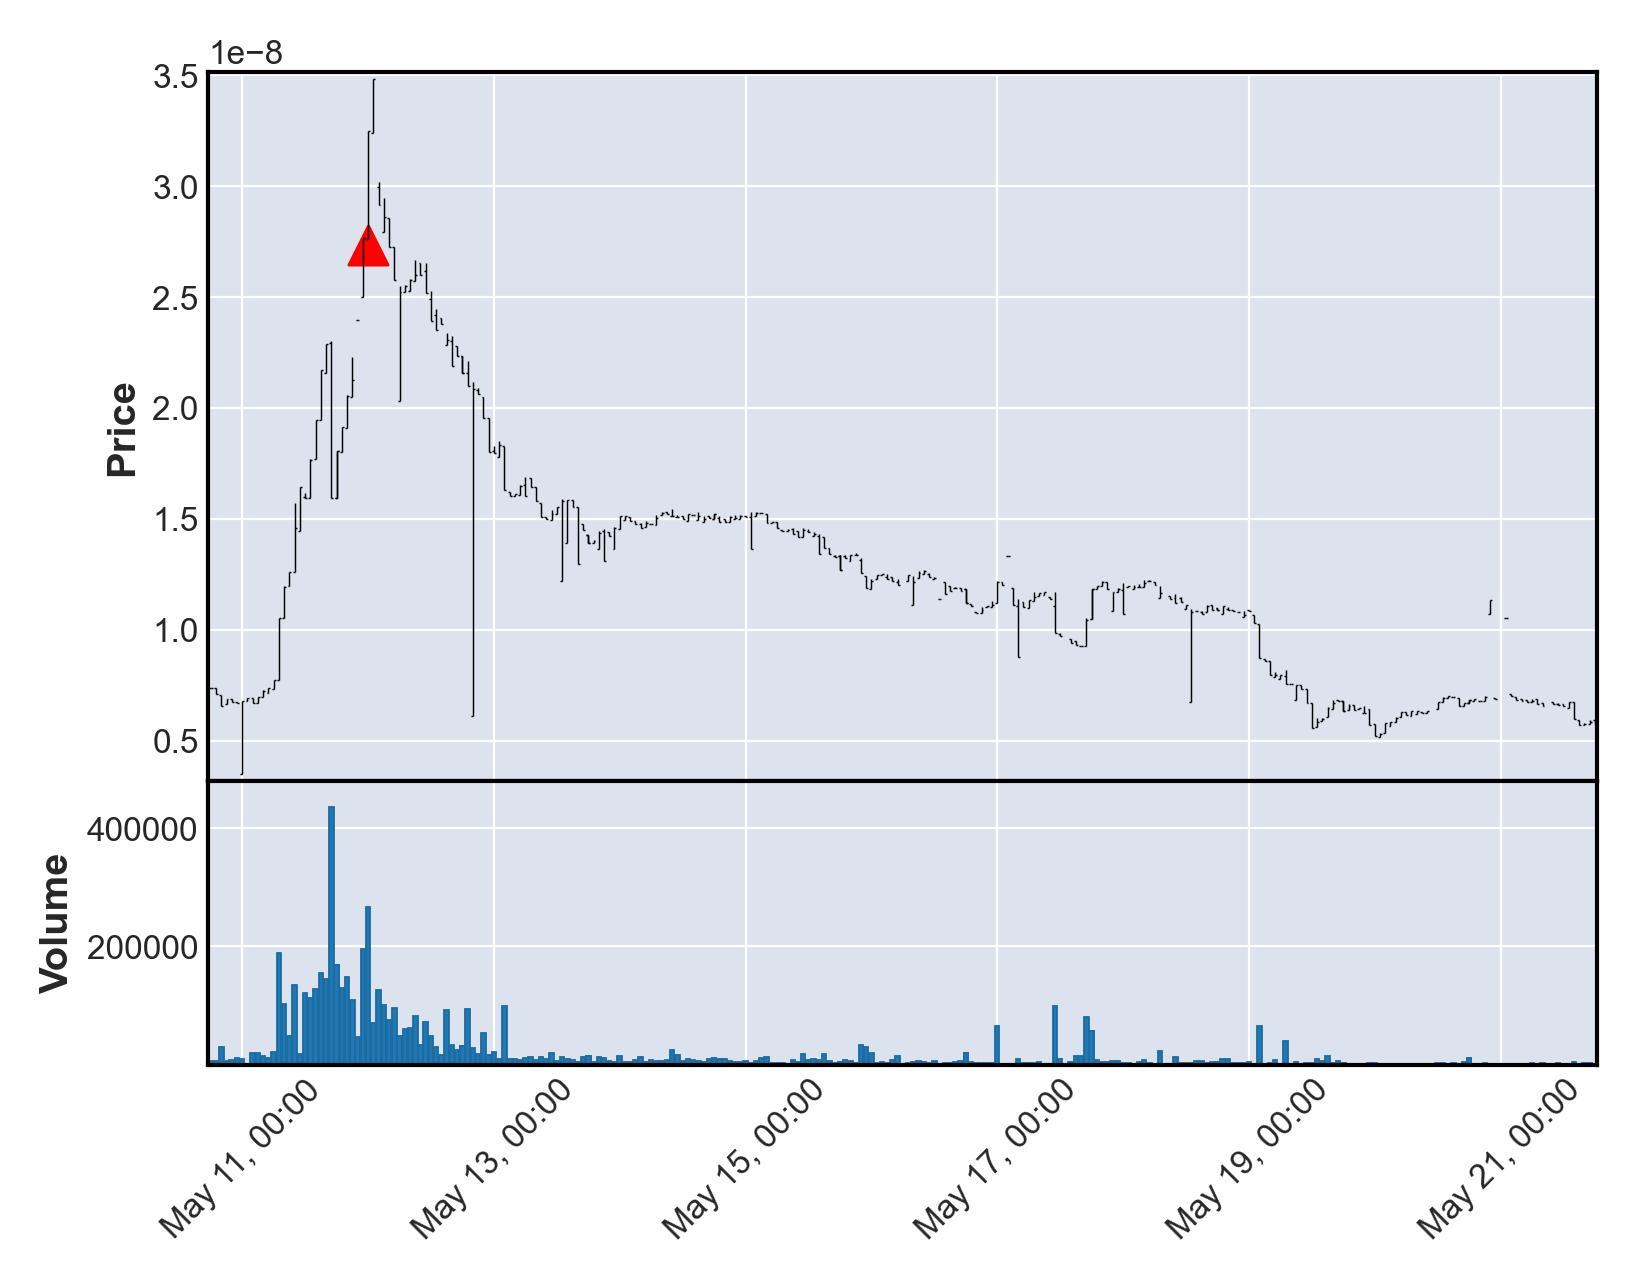 1e−8
3.5
3.0
2.5
2.0
1.5
1.0
0.5
Price
400000
200000
Volume
May 11, 00:00
May 13, 00:00
May 15, 00:00
May 17, 00:00
May 19, 00:00
May 21, 00:00